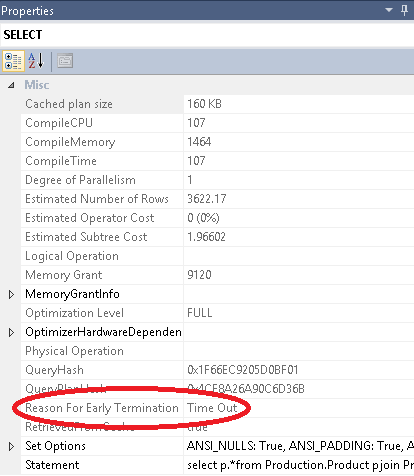 Properties
SELECT
Misc
Cached plan size 160 KB
CompileCPU 107
CompileMemory 1464
CompileTime 107
Degree of Parallelism 1
Estimated Number of Rows 3622.17
Estimated Operator Cost 0 (0%)
Estimated Subtree Cost 1.96602
Logical Operation
Memory Grant 9120
MemoryGrantInfo
Optimization Level FULL
OptimizerHardwareDependen
Physical Operation
QueryHash 0x1F66EC9205D0BF01
QueryPlanHash 0x4CF8A26A90C6D36B
Reason For Early Termination Time Out
RetrievedFromCache true
Set Options ANSI_NULLS: True, ANSI_PADDING: True, A
Statement select p.*from Production.Product pjoin Pr